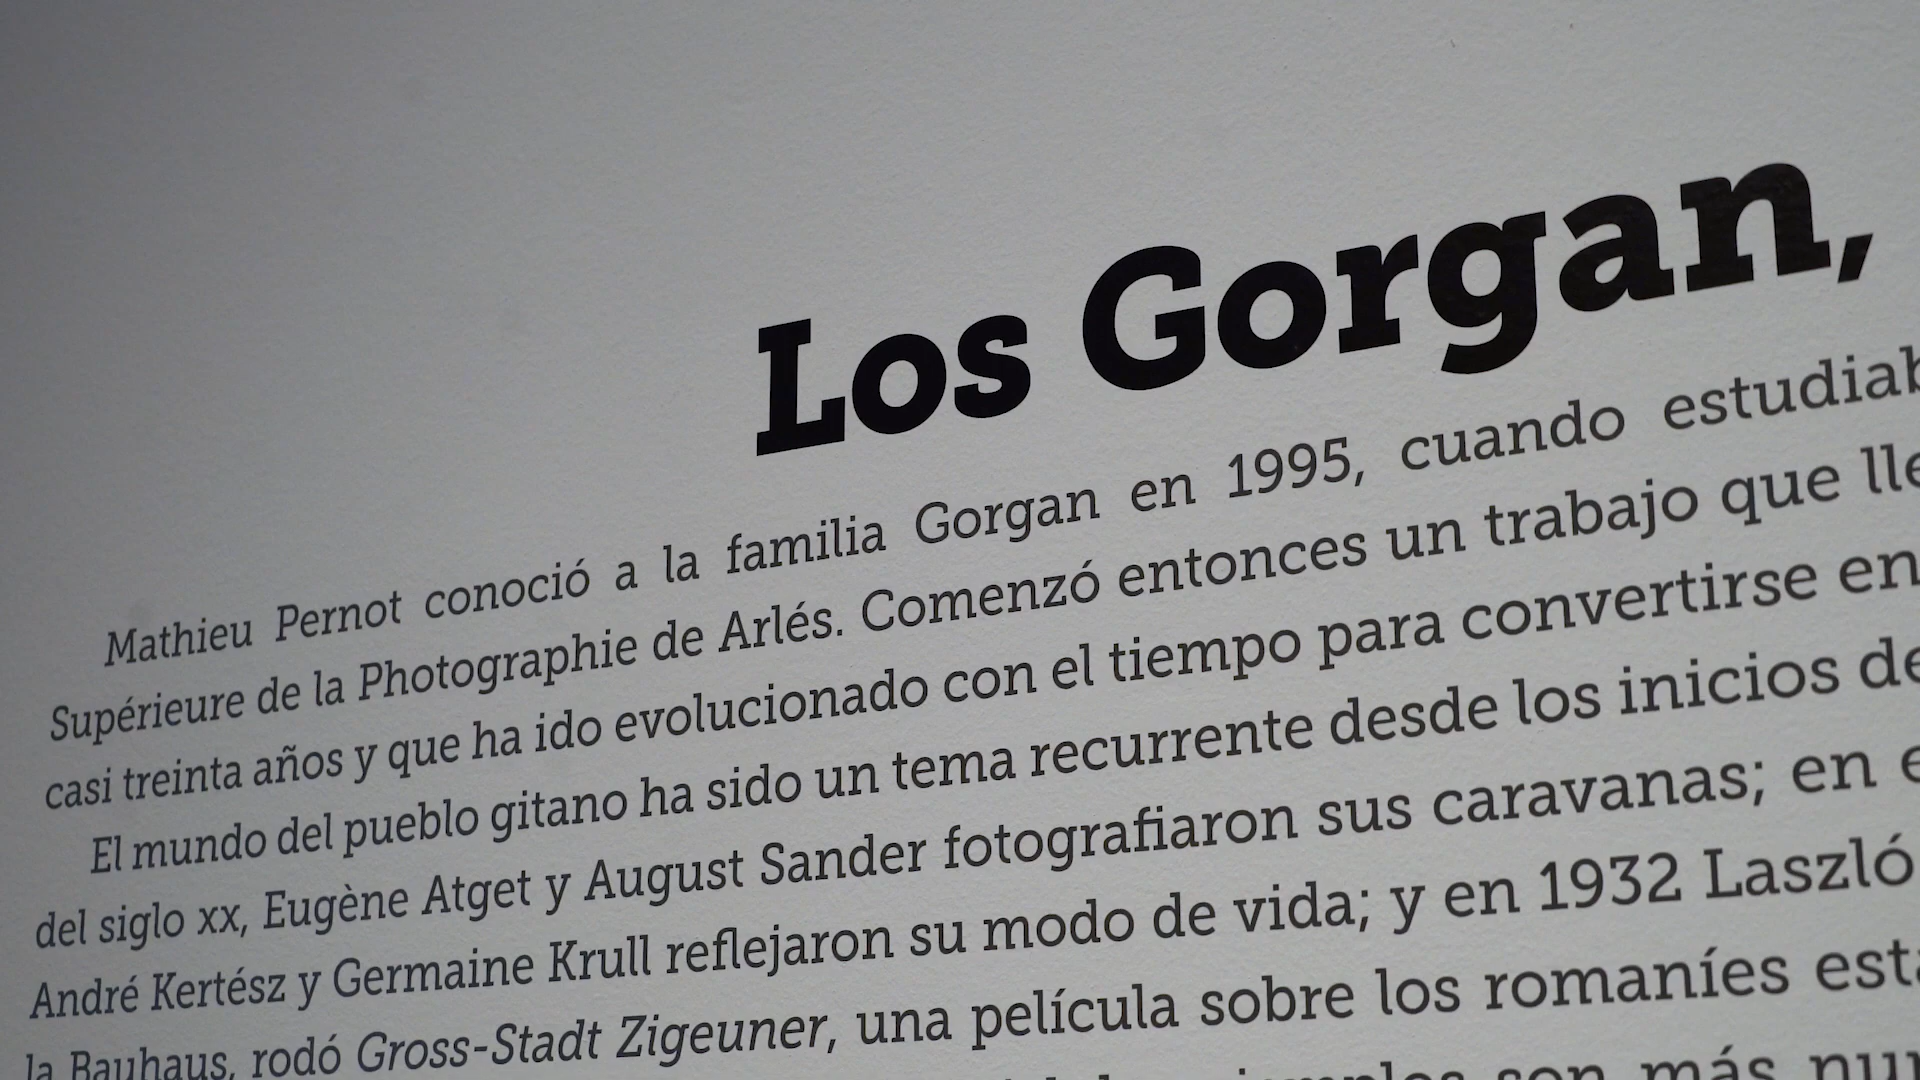 Los Gorgan,
Mathieu Pernot conoció a la familia Gorgan en 1995, cuando
Supérieure de la Photographie de Arlés. Comenzó entonces un trabajo que
casi treinta años y que ha ido evolucionado con el tiempo para convertirse en
El mundo del pueblo gitano ha sido un tema recurrente desde los inicios
del siglo xx, Eugène Atget y August Sander fotografiaron sus caravanas; en
André Kertész y Germaine Krull reflejaron su modo de vida; y en 1932 Laszló
la Bauhaus, rodó Gross-Stadt Zigeuner, una película sobre los romaníes
son más